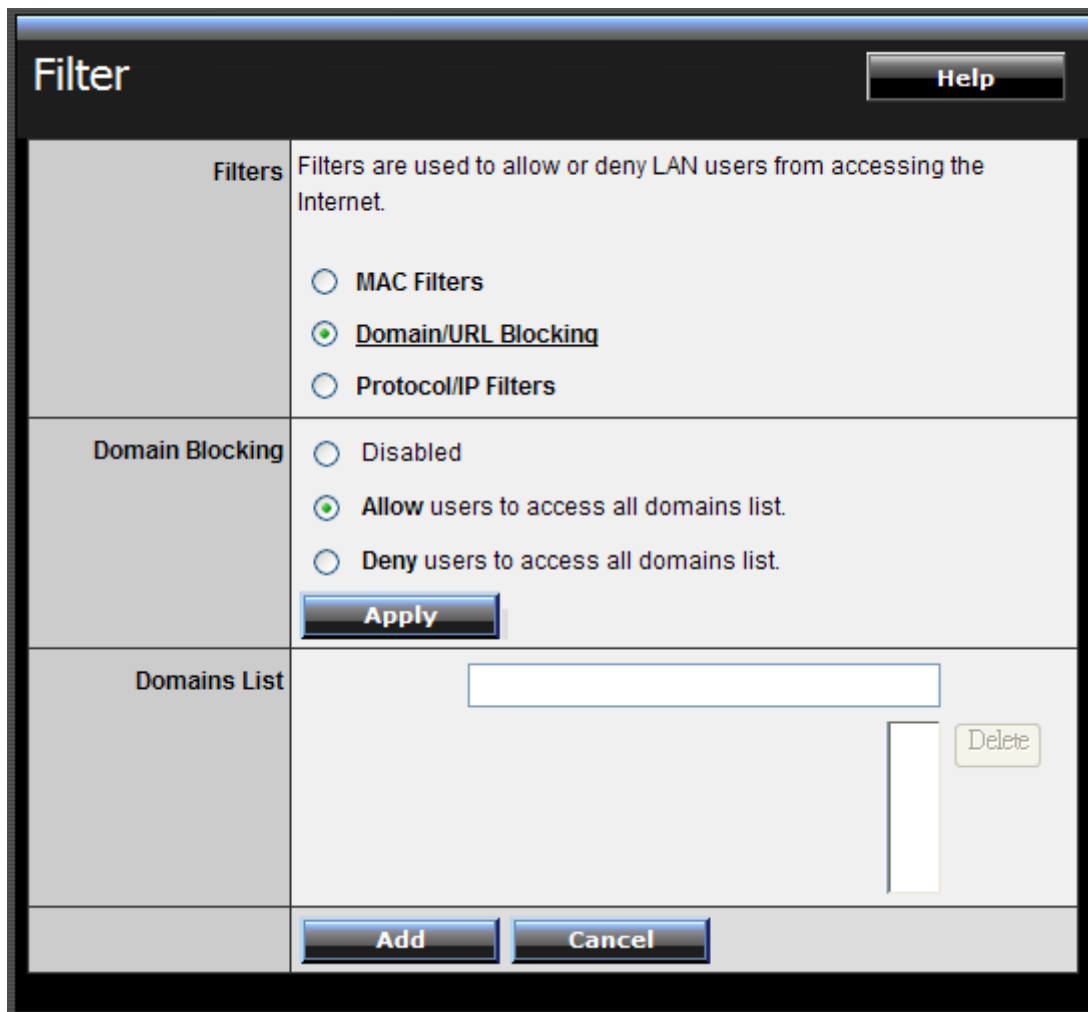 Filter
Help
Filters
Filters are used to allow or deny LAN users from accessing the
Internet.
MAC Filters
Domain/URL Blocking
Protocol/IP Filters
Domain Blocking
Disabled
Allow users to access all domains list.
Deny users to access all domains list.
Apply
Domains List
Delete
Add
Cancel